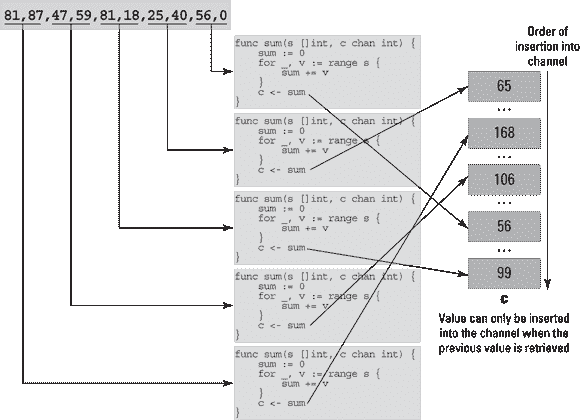 81,87,47,59,81,18,25,40,56,0
func sum(s []int, c chan int) {
sum := 0
for _, v := range s {
sum += v
}
c <- sum
}
func sum(s []int, c chan int) {
sum := 0
for _, v := range s {
sum += v
}
c <- sum
}
func sum(s []int, c chan int) {
sum := 0
for _, v := range s {
sum += v
}
c <- sum
}
func sum(s []int, c chan int) {
sum := 0
for _, v := range s {
sum += v
}
c <- sum
}
func sum(s []int, c chan int) {
sum := 0
for _, v := range s {
sum += v
}
c <- sum
}
Order of
insertion into
channel
65
...
168
...
106
...
56
...
99
c
Value can only be inserted
into the channel when the
previous value is retrieved